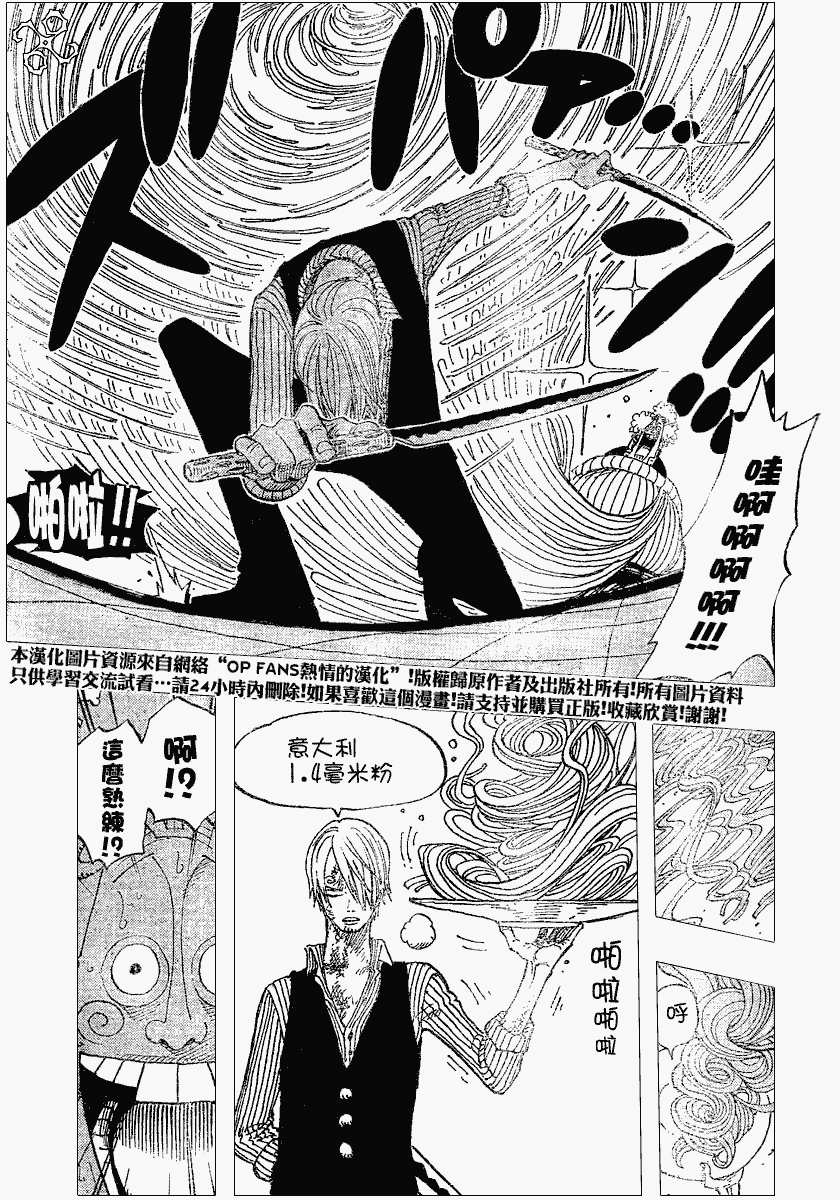 ズバババ
哇啊啊啊啊!!!
啪啦!!
本漢化圖片資源來自網絡“OP FANS熱情的漢化”!版權歸原作者及出版社所有!所有圖片資料
只供學習交流試看…請24小時內刪除!如果喜歡這個漫畫!請支持並購買正版!收藏欣賞!謝謝!
呼
意大利
1.4毫米粉
啪啦啪啦
啊!?
這麼熟練!?